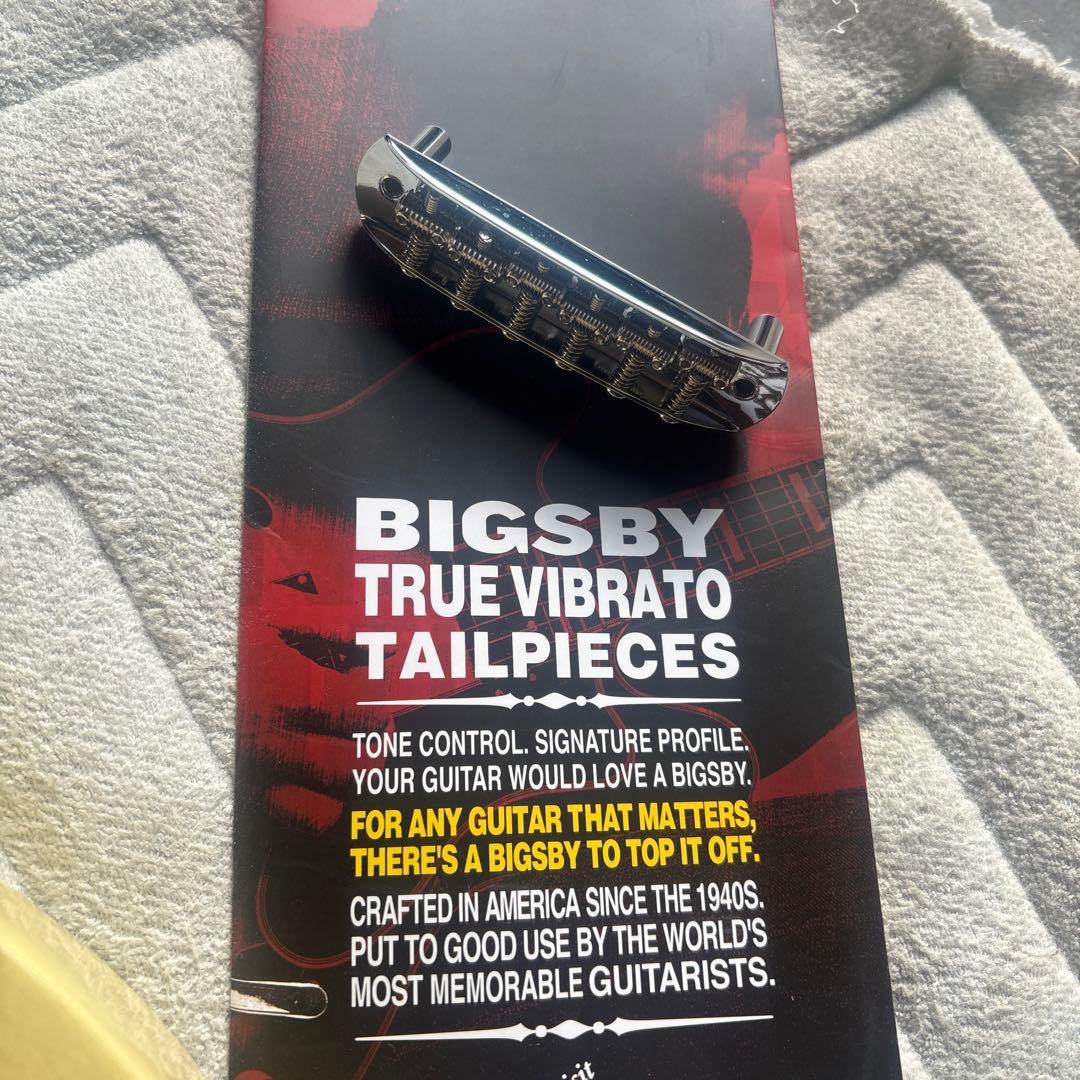 BIGSBY
TRUE VIBRATO
TAILPIECES
TONE CONTROL. SIGNATURE PROFILE.
YOUR GUITAR WOULD LOVE A BIGSBY.
FOR ANY GUITAR THAT MATTERS,
THERE'S A BIGSBY TO TOP IT OFF.
CRAFTED IN AMERICA SINCE THE 1940S.
PUT TO GOOD USE BY THE WORLD'S
MOST MEMORABLE GUITARISTS.